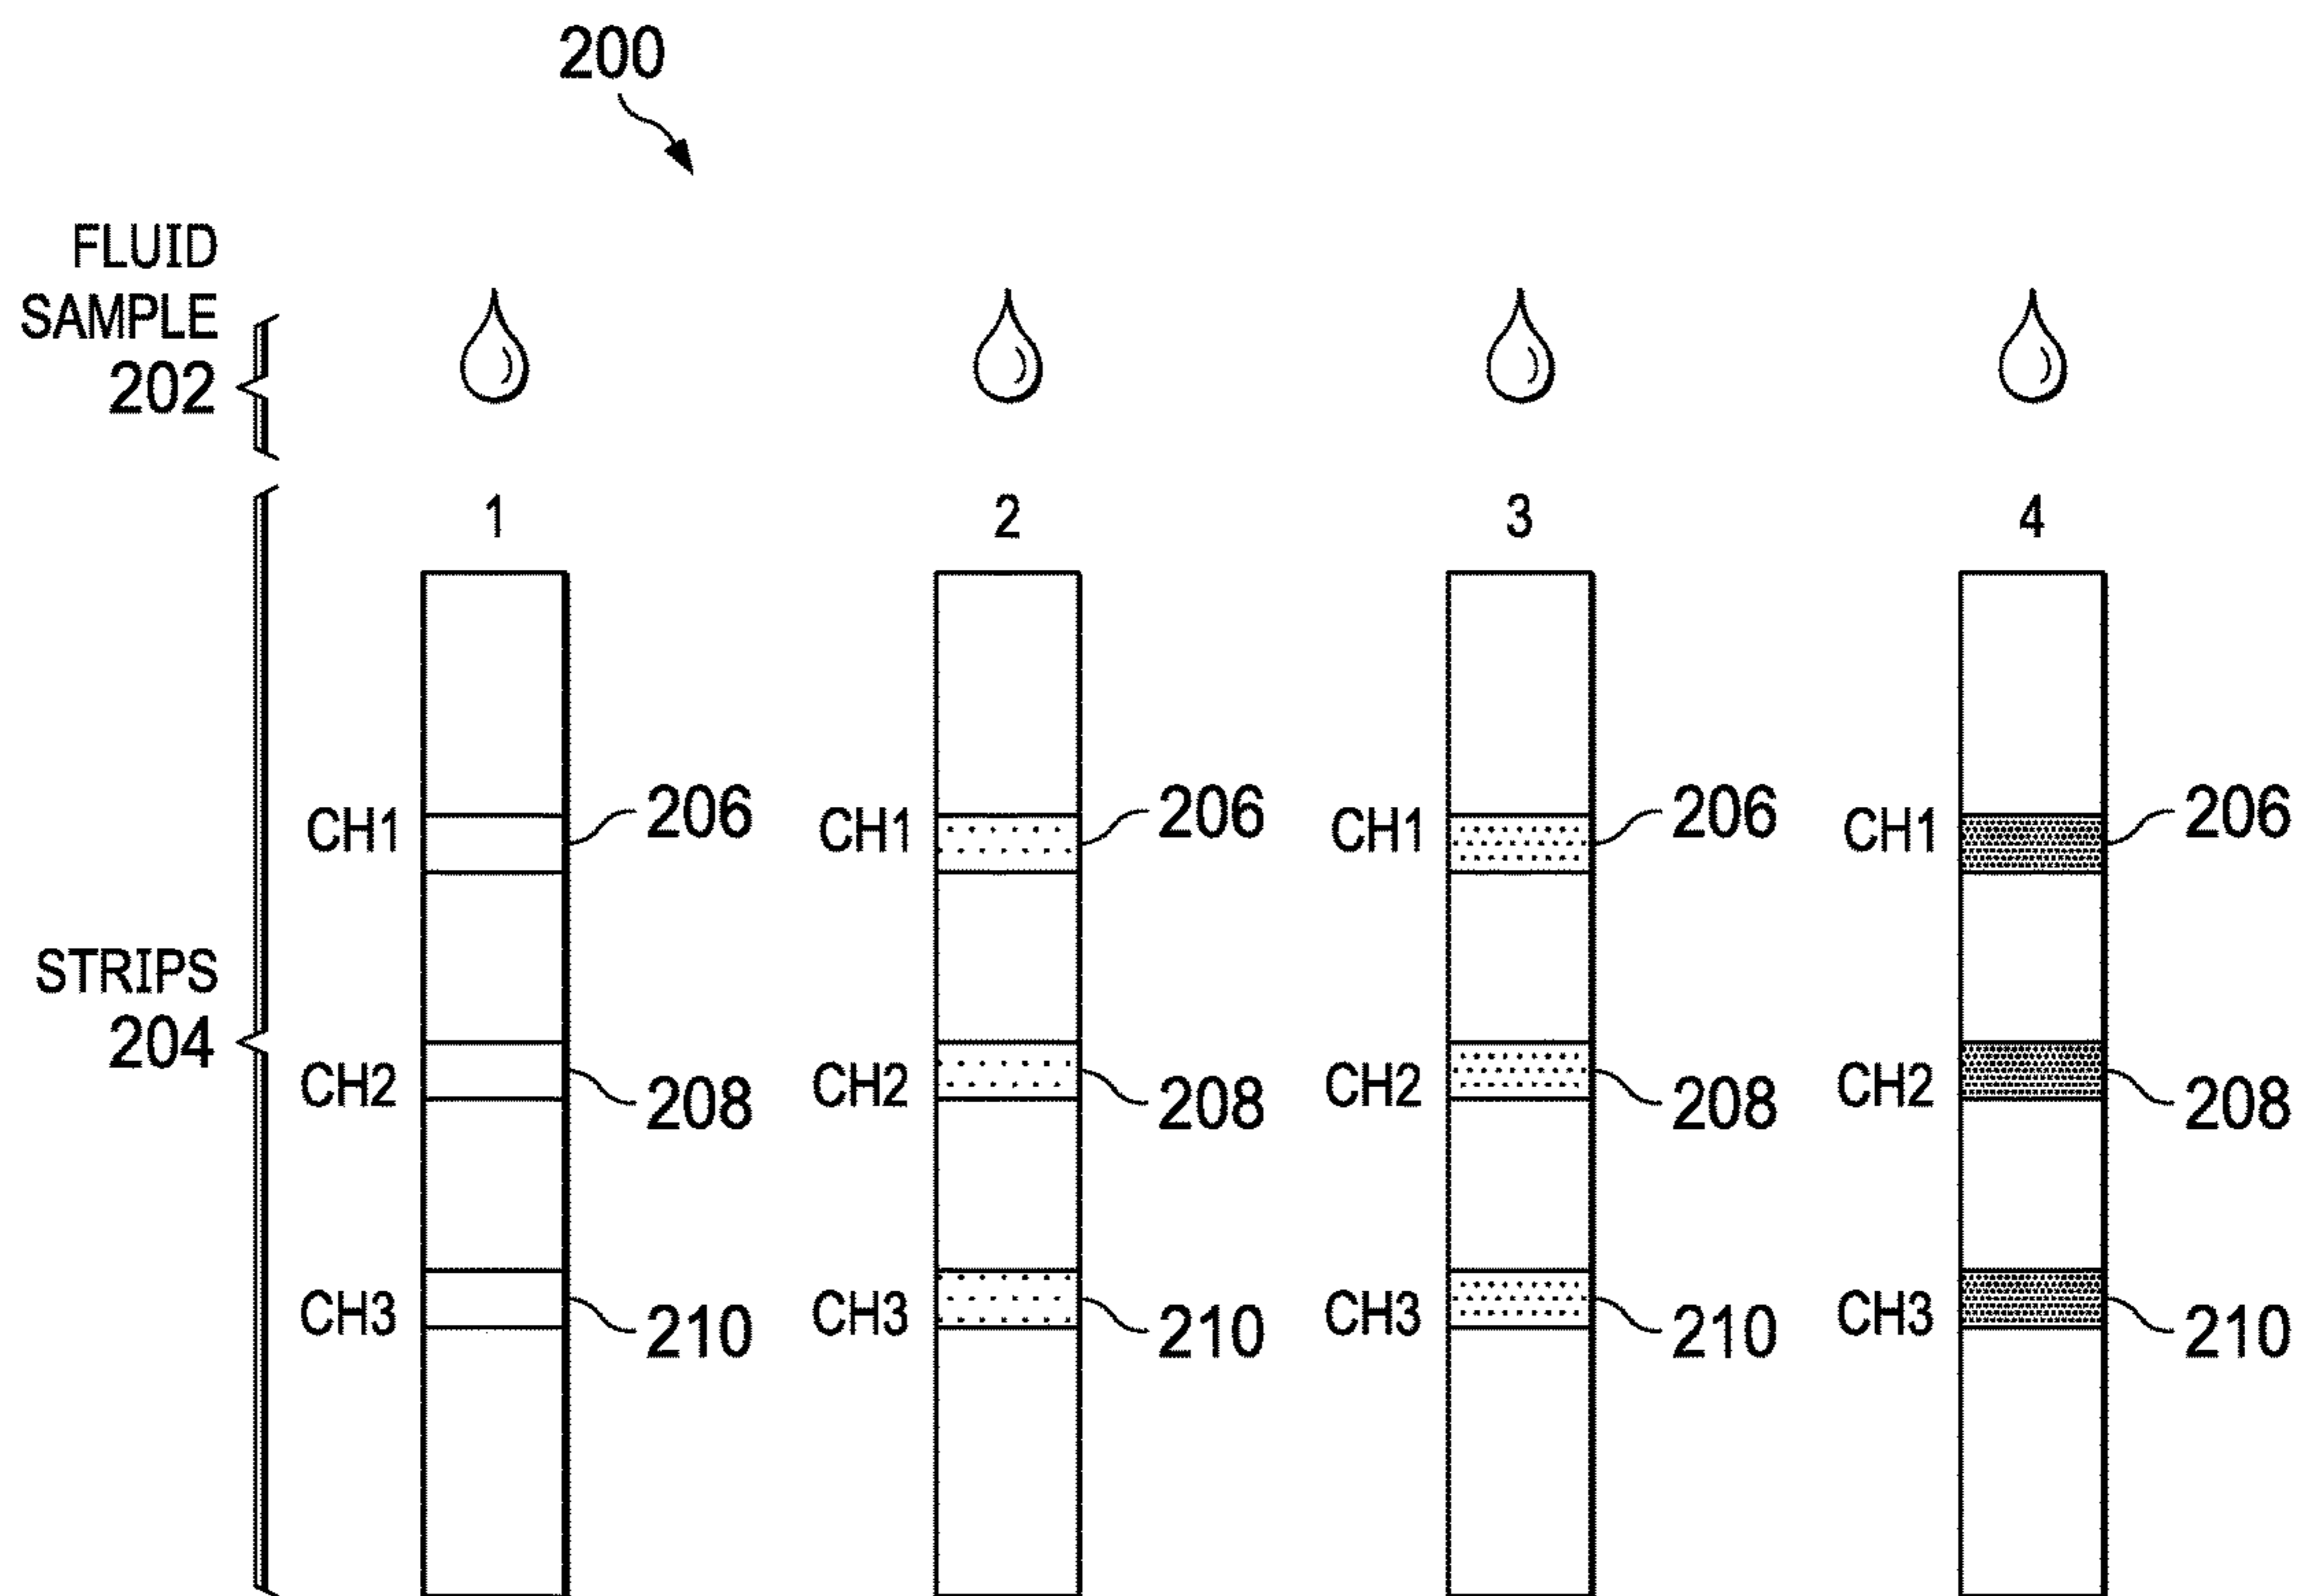 200
FLUID
SAMPLE
202
1 2 3 4
CH1 206 CH1 206 CH1 206 CH1 206
STRIPS
204
CH2 208 CH2 208 CH2 208 CH2 208
CH3 210 CH3 210 CH3 210 CH3 210